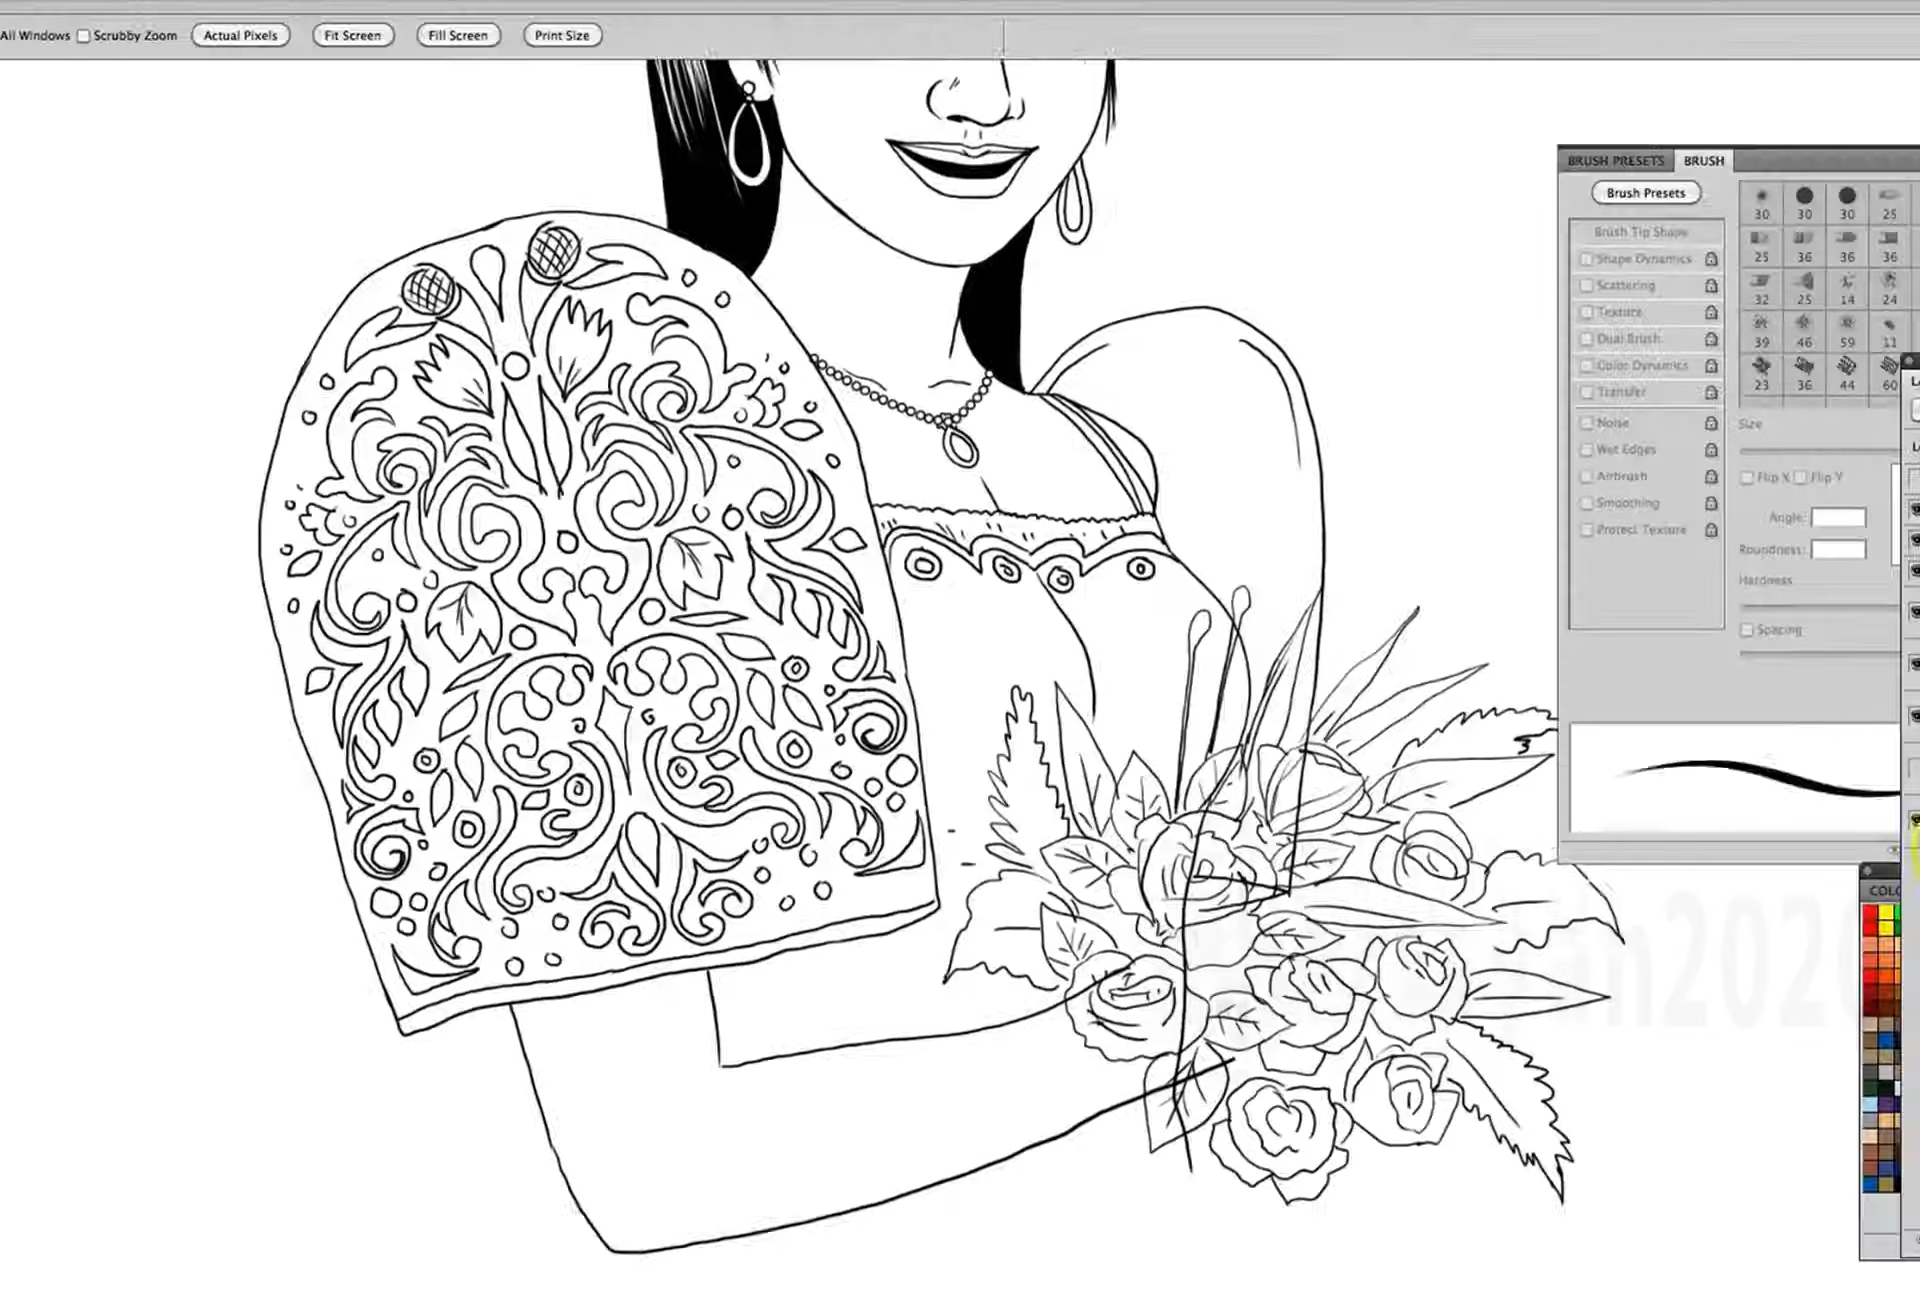 All Windows Scrubby Zoom Actual Pixels Fit Screen Fill Screen Print Size
BRUSH PRESETS BRUSH
Brush Presets
Brush Tip Shape
Shape Dynamics
Scattering
Texture
Dual Brush
Color Dynamics
Transfer
Noise
Wet Edges
Airbrush
Smoothing
Protect Texture
30 30 30 25
25 36 36 36
32 25 14 24
39 46 59 11
23 36 44 60
Size
Flip X Flip Y
Angle:
Roundness:
Hardness
Spacing